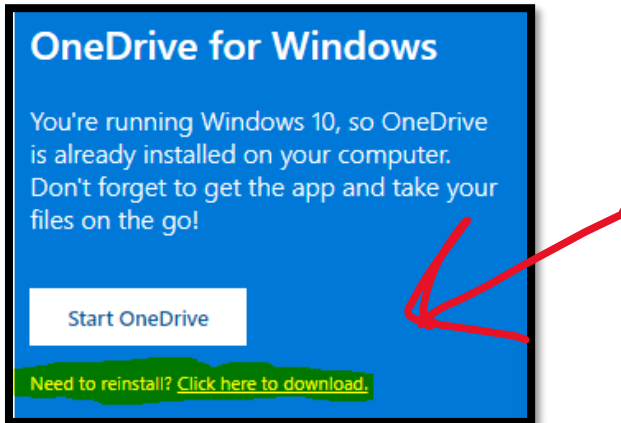 OneDrive for Windows
You're running Windows 10, so OneDrive
is already installed on your computer.
Don't forget to get the app and take your
files on the go!
Start OneDrive
Need to reinstall? Click here to download.